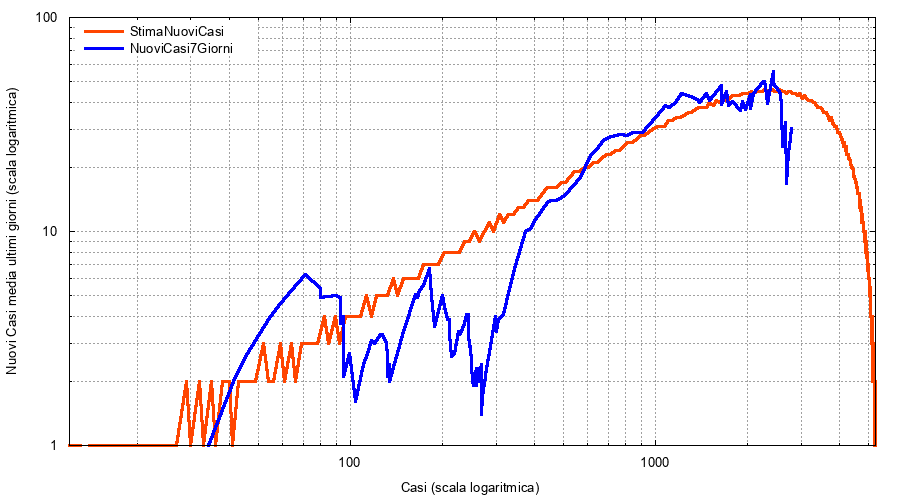 100
StimaNuoviCasi
NuoviCasi7Giorni
Nuovi Casi media ultimi giorni (scala logaritmica)
10
1
100
1000
Casi (scala logaritmica)